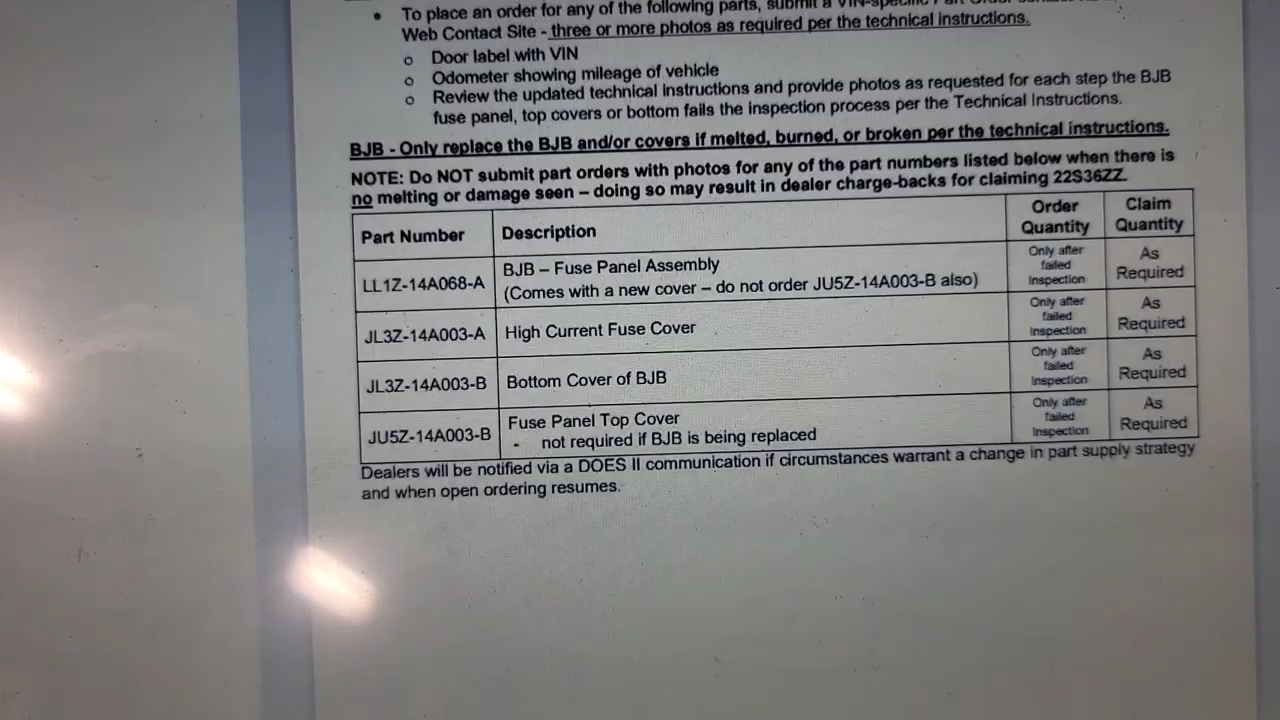 • To place an order for any of the following parts, submit a VIN-specific Part Order
Web Contact Site - three or more photos as required per the technical instructions.
o Door label with VIN
o Odometer showing mileage of vehicle
o Review the updated technical instructions and provide photos as requested for each step the BJB
fuse panel, top covers or bottom fails the inspection process per the Technical Instructions.
BJB - Only replace the BJB and/or covers if melted, burned, or broken per the technical instructions.
NOTE: Do NOT submit part orders with photos for any of the part numbers listed below when there is
no melting or damage seen – doing so may result in dealer charge-backs for claiming 22S36ZZ.
Part Number Description Order Quantity Claim Quantity
LL1Z-14A068-A BJB – Fuse Panel Assembly (Comes with a new cover – do not order JU5Z-14A003-B also) Only after failed Inspection As Required
JL3Z-14A003-A High Current Fuse Cover Only after failed Inspection As Required
JL3Z-14A003-B Bottom Cover of BJB Only after failed Inspection As Required
JU5Z-14A003-B Fuse Panel Top Cover - not required if BJB is being replaced Only after failed Inspection As Required
Dealers will be notified via a DOES II communication if circumstances warrant a change in part supply strategy
and when open ordering resumes.